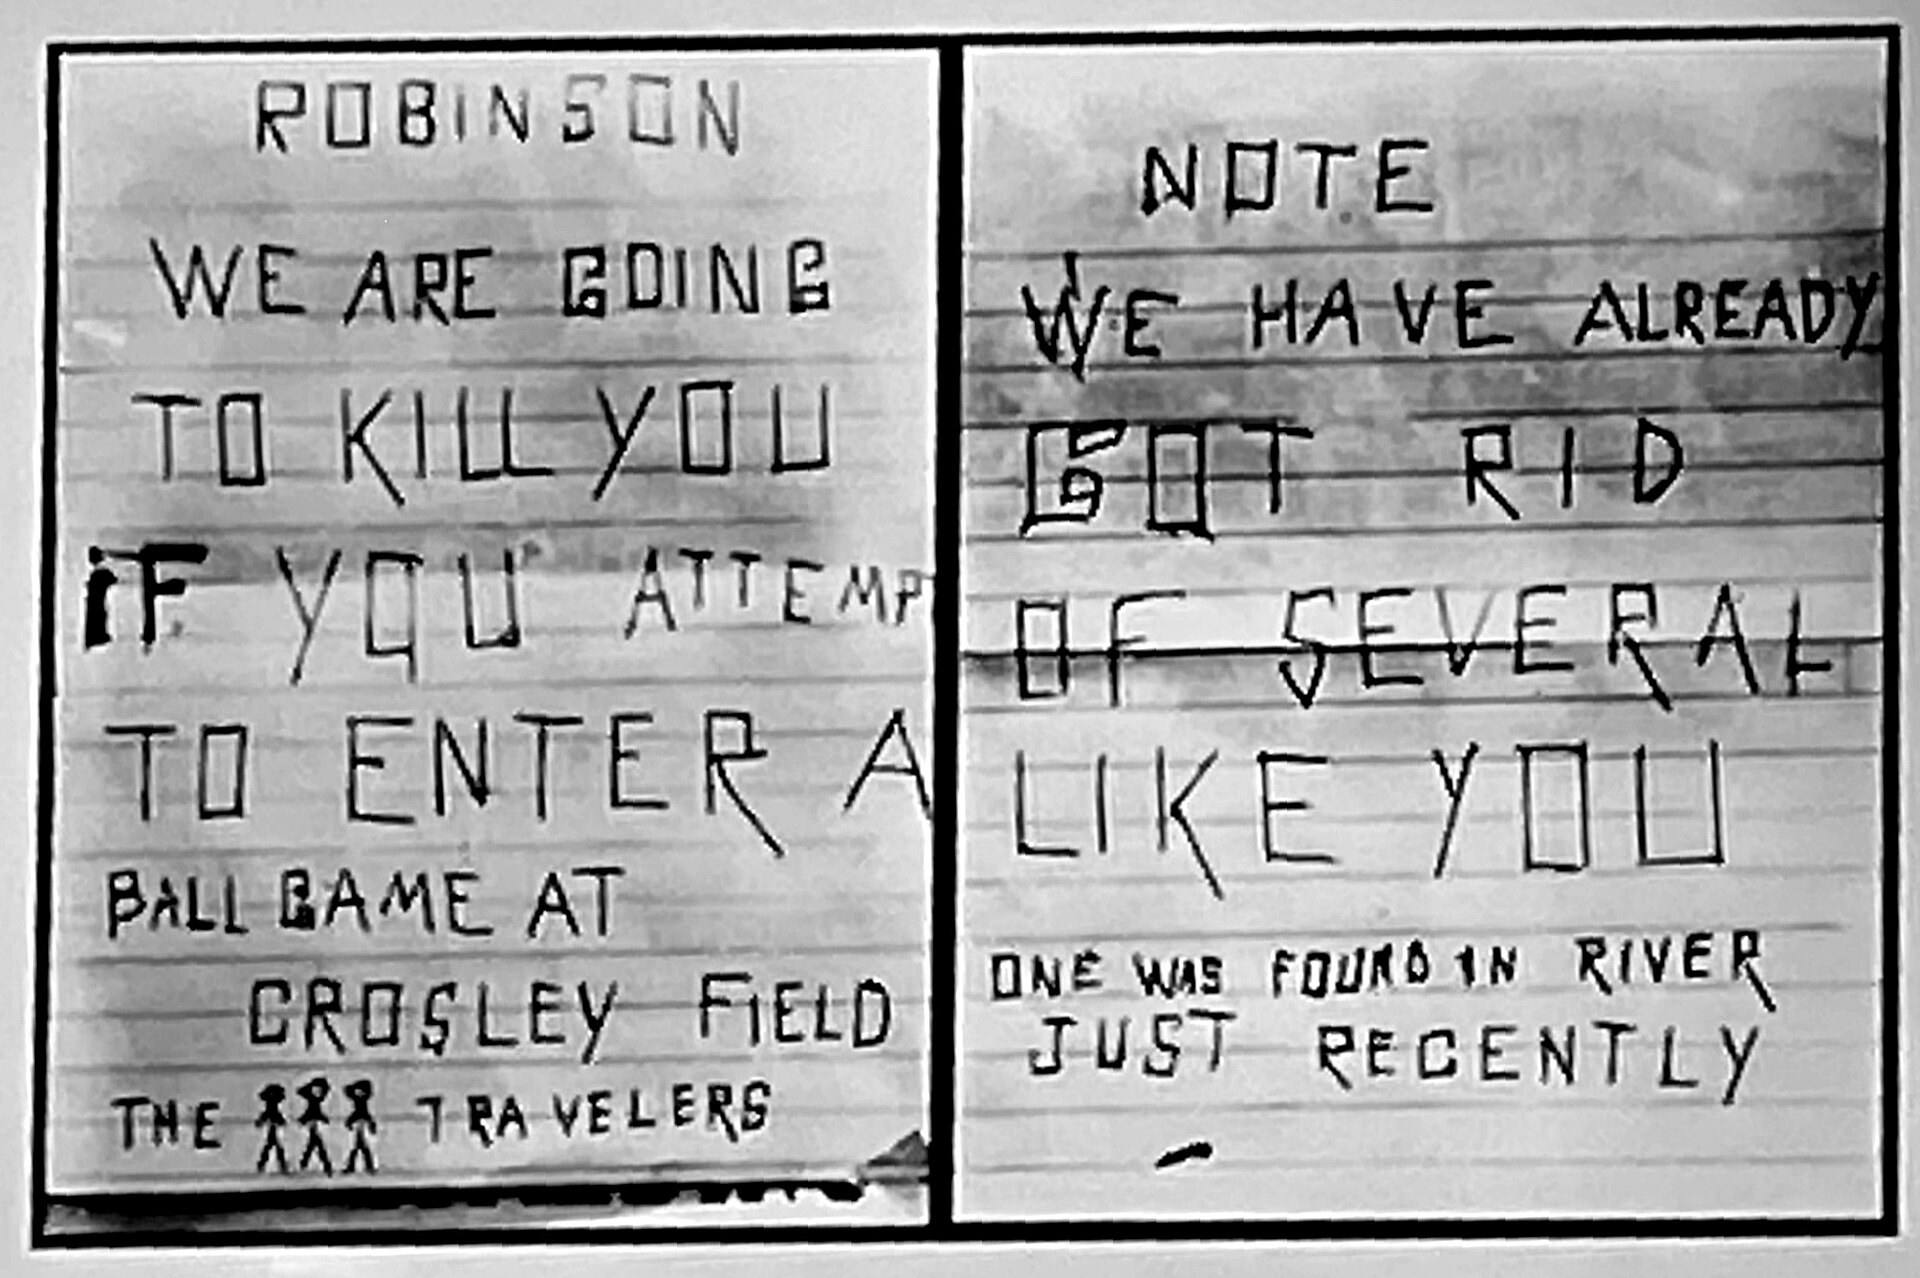 ROBINSON
WE ARE GOING
TO KILL YOU
iF YOU ATTEMP
TO ENTER A
BALL GAME AT
CROSLEY FiELD
THE TRAVELERS
NOTE
WE HAVE ALREADY
GOT RID
OF SEVERAL
LIKE YOU
ONE WAS FOUND IN RIVER
JUST RECENTLY